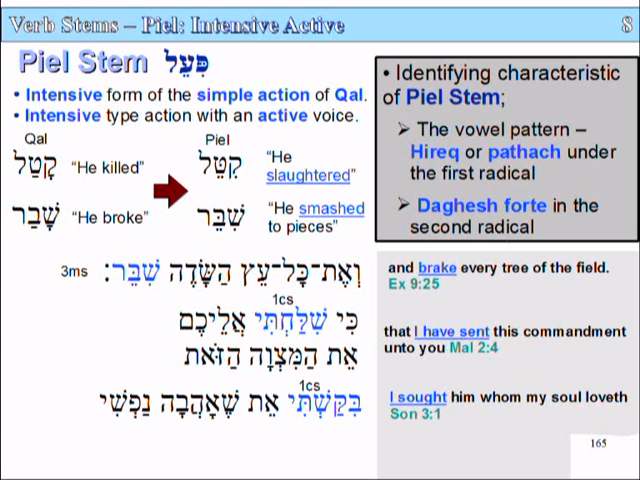 Verb Stems – Piel: Intensive Active 8
Piel Stem פִּעֵל
• Intensive form of the simple action of Qal.
• Intensive type action with an active voice.
Qal Piel
קָטַל "He killed" קִטֵּל "He slaughtered"
שָׁבַר "He broke" שִׁבֵּר "He smashed to pieces"
• Identifying characteristic
of Piel Stem;
➢ The vowel pattern –
Hireq or pathach under
the first radical
➢ Daghesh forte in the
second radical
3ms
וְאֶת־כָּל־עֵץ הַשָּׂדֶה שִׁבֵּר׃
and brake every tree of the field.
Ex 9:25
1cs
כִּי שִׁלַּחְתִּי אֲלֵיכֶם
אֵת הַמִּצְוָה הַזֹּאת
that I have sent this commandment
unto you Mal 2:4
1cs
בִּקַּשְׁתִּי אֵת שֶׁאָהֲבָה נַפְשִׁי
I sought him whom my soul loveth
Son 3:1
165